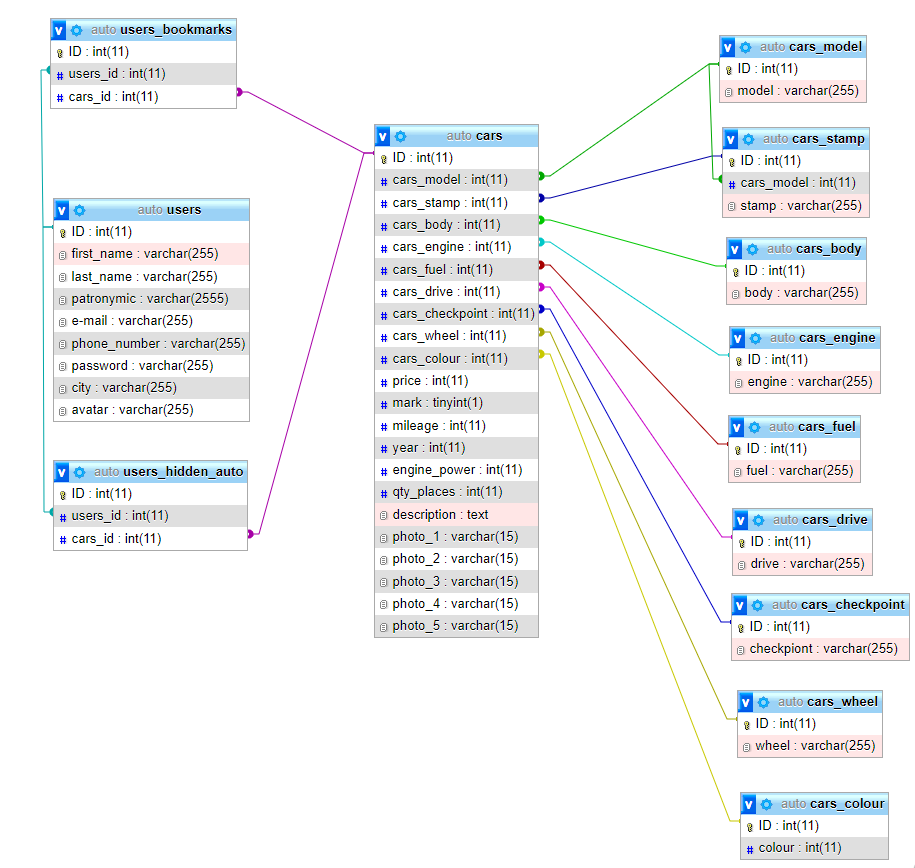 auto users_bookmarks
ID : int(11)
users_id : int(11)
cars_id : int(11)
auto users
ID : int(11)
first_name : varchar(255)
last_name : varchar(255)
patronymic : varchar(2555)
e-mail : varchar(255)
phone_number : varchar(255)
password : varchar(255)
city : varchar(255)
avatar : varchar(255)
auto users_hidden_auto
ID : int(11)
users_id : int(11)
cars_id : int(11)
auto cars
ID : int(11)
cars_model : int(11)
cars_stamp : int(11)
cars_body : int(11)
cars_engine : int(11)
cars_fuel : int(11)
cars_drive : int(11)
cars_checkpoint : int(11)
cars_wheel : int(11)
cars_colour : int(11)
price : int(11)
mark : tinyint(1)
mileage : int(11)
year : int(11)
engine_power : int(11)
qty_places : int(11)
description : text
photo_1 : varchar(15)
photo_2 : varchar(15)
photo_3 : varchar(15)
photo_4 : varchar(15)
photo_5 : varchar(15)
auto cars_model
ID : int(11)
model : varchar(255)
auto cars_stamp
ID : int(11)
cars_model : int(11)
stamp : varchar(255)
auto cars_body
ID : int(11)
body : varchar(255)
auto cars_engine
ID : int(11)
engine : varchar(255)
auto cars_fuel
ID : int(11)
fuel : varchar(255)
auto cars_drive
ID : int(11)
drive : varchar(255)
auto cars_checkpoint
ID : int(11)
checkpiont : varchar(255)
auto cars_wheel
ID : int(11)
wheel : varchar(255)
auto cars_colour
ID : int(11)
colour : int(11)